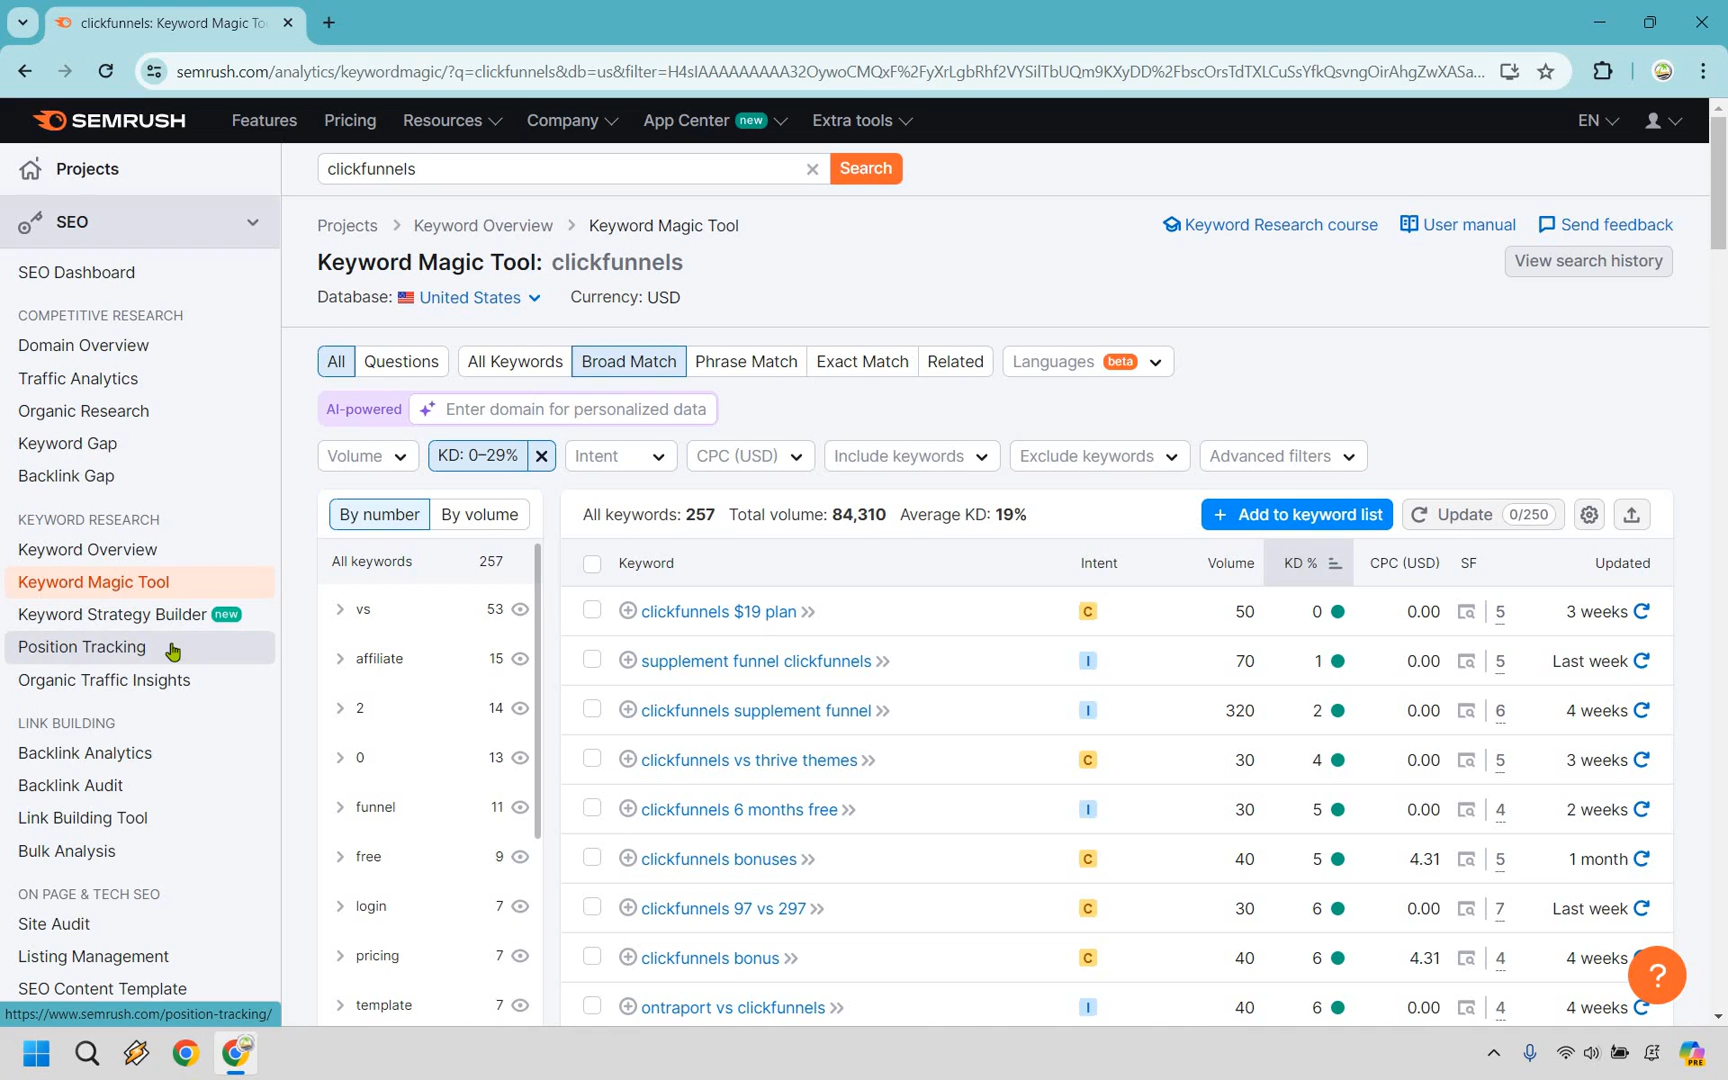 clickfunnels: Keyword Magic To
semrush.com/analytics/keywordmagic/?q=clickfunnels&db=us&filter=H4sIAAAAAAAA32OywoCMQxF%2FyXrLgbRhf2VYSilTbUQm9KXyDD%2FbscOrsTdTXLCuSsYfkQsvngOirAhgZwXASa...
SEMRUSH
Features
Pricing
Resources
Company
App Center new
Extra tools
EN
Projects
clickfunnels
Search
SEO
Projects > Keyword Overview > Keyword Magic Tool
Keyword Research course
User manual
Send feedback
Keyword Magic Tool: clickfunnels
View search history
Database: United States Currency: USD
SEO Dashboard
COMPETITIVE RESEARCH
Domain Overview
Traffic Analytics
Organic Research
Keyword Gap
Backlink Gap
KEYWORD RESEARCH
Keyword Overview
Keyword Magic Tool
Keyword Strategy Builder new
Position Tracking
Organic Traffic Insights
LINK BUILDING
Backlink Analytics
Backlink Audit
Link Building Tool
Bulk Analysis
ON PAGE & TECH SEO
Site Audit
Listing Management
SEO Content Template
https://www.semrush.com/position-tracking/
All Questions All Keywords Broad Match Phrase Match Exact Match Related Languages beta
AI-powered Enter domain for personalized data
Volume KD: 0–29% Intent CPC (USD) Include keywords Exclude keywords Advanced filters
By number By volume
All keywords 257
vs 53
affiliate 15
2 14
0 13
funnel 11
free 9
login 7
pricing 7
template 7
All keywords: 257 Total volume: 84,310 Average KD: 19%
+ Add to keyword list
Update 0/250
Keyword Intent Volume KD % CPC (USD) SF Updated
clickfunnels $19 plan C 50 0 0.00 5 3 weeks
supplement funnel clickfunnels I 70 1 0.00 5 Last week
clickfunnels supplement funnel I 320 2 0.00 6 4 weeks
clickfunnels vs thrive themes C 30 4 0.00 5 3 weeks
clickfunnels 6 months free I 30 5 0.00 4 2 weeks
clickfunnels bonuses C 40 5 4.31 5 1 month
clickfunnels 97 vs 297 C 30 6 0.00 7 Last week
clickfunnels bonus C 40 6 4.31 4 4 weeks
ontraport vs clickfunnels I 40 6 0.00 4 4 weeks
?
PRE